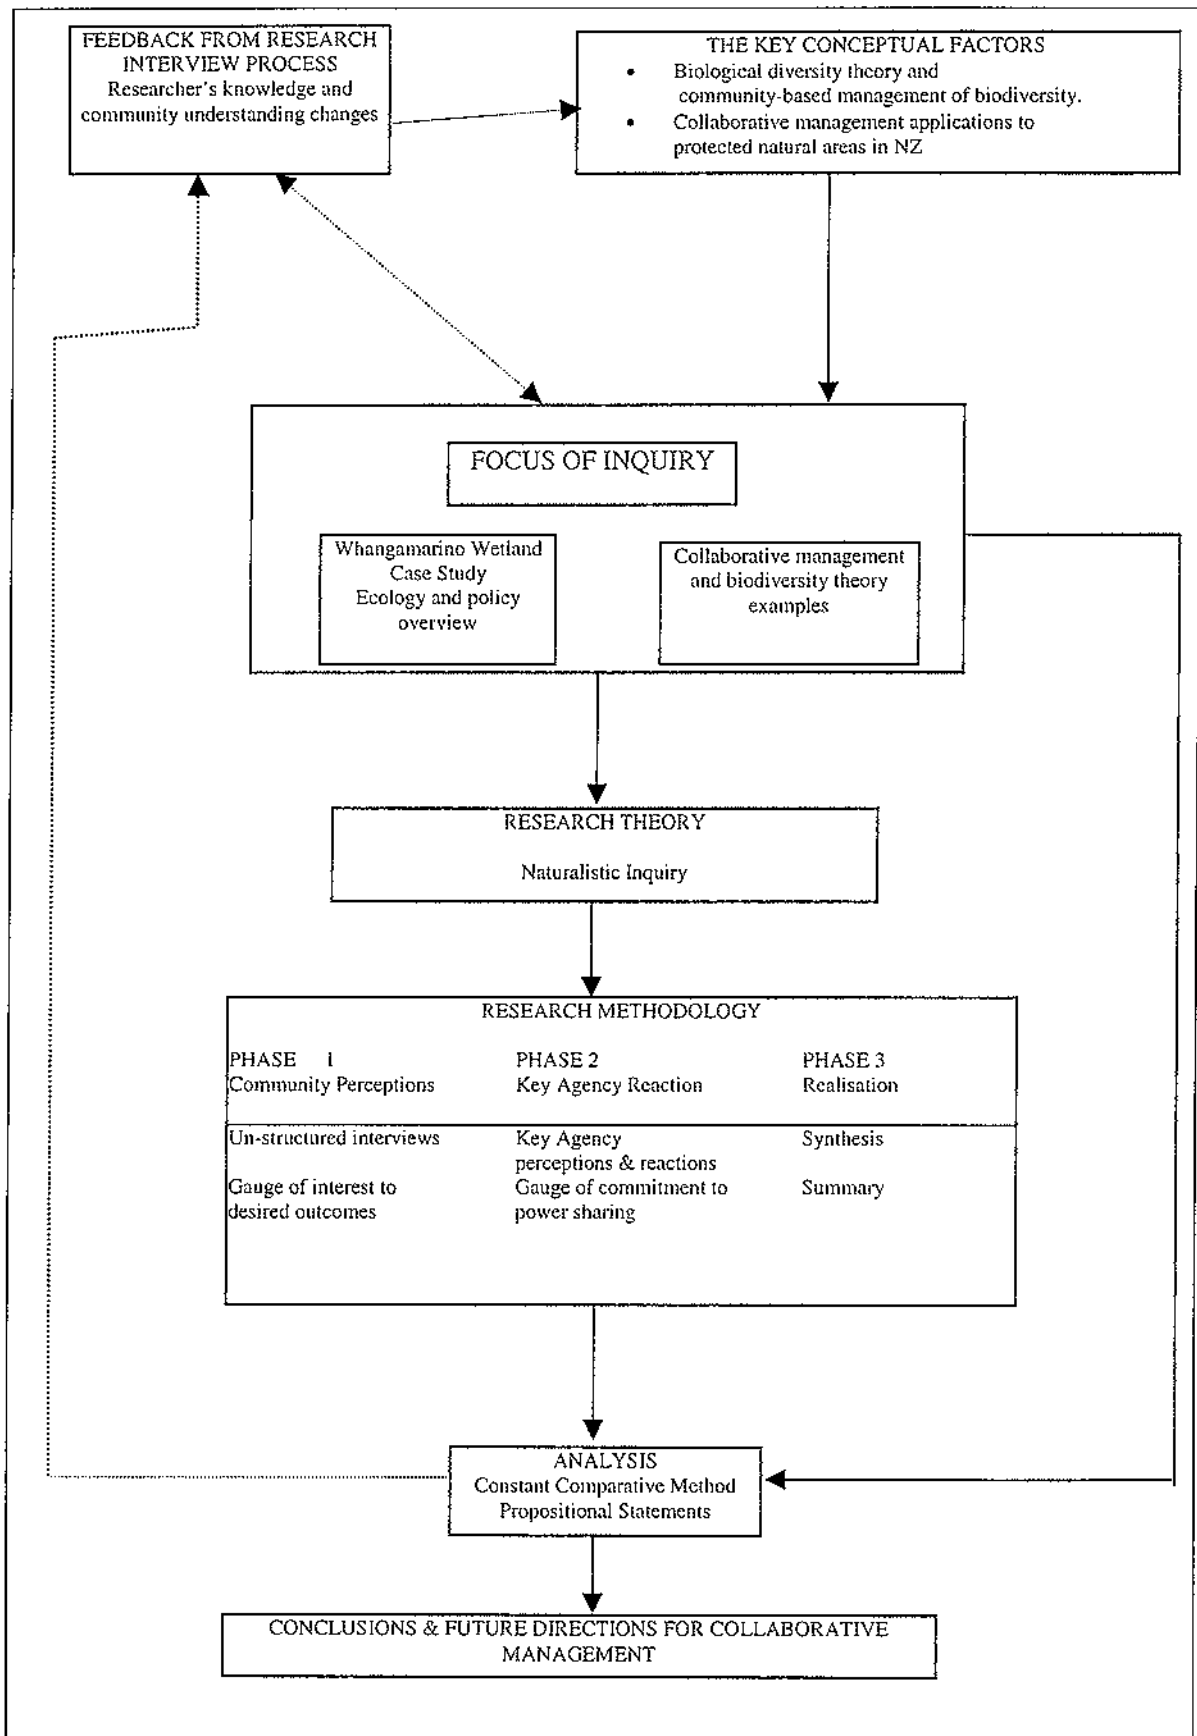 FEEDBACK FROM RESEARCH
INTERVIEW PROCESS
Researcher's knowledge and
community understanding changes
THE KEY CONCEPTUAL FACTORS
• Biological diversity theory and
community-based management of biodiversity.
• Collaborative management applications to
protected natural areas in NZ
FOCUS OF INQUIRY
Whangamarino Wetland
Case Study
Ecology and policy
overview
Collaborative management
and biodiversity theory
examples
RESEARCH THEORY
Naturalistic Inquiry
RESEARCH METHODOLOGY
PHASE 1
Community Perceptions
PHASE 2
Key Agency Reaction
PHASE 3
Realisation
Un-structured interviews
Gauge of interest to
desired outcomes
Key Agency
perceptions & reactions
Gauge of commitment to
power sharing
Synthesis
Summary
ANALYSIS
Constant Comparative Method
Propositional Statements
CONCLUSIONS & FUTURE DIRECTIONS FOR COLLABORATIVE
MANAGEMENT